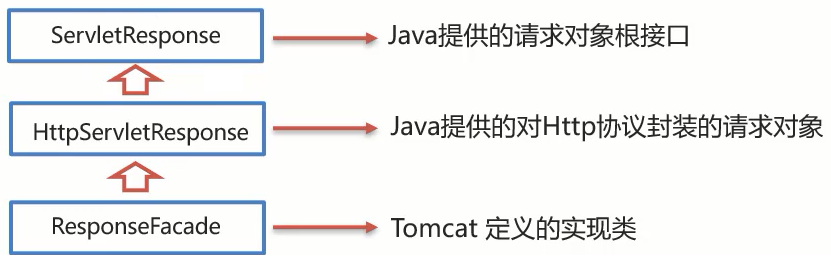 ServletResponse
Java提供的请求对象根接口
HttpServletResponse
Java提供的对Http协议封装的请求对象
ResponseFacade
Tomcat 定义的实现类